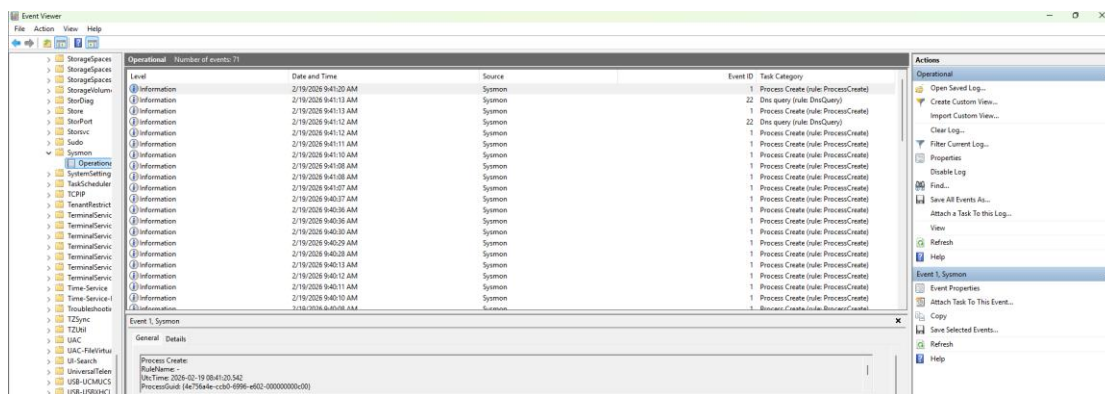 Event Viewer
File Action View Help
StorageSpaces
StorageSpaces
StorageSpaces
StorageVolum
StorDiag
Store
StorPort
Storsvc
Sudo
Sysmon
Operationa
SystemSetting
TaskScheduler
TCPIP
TenantRestrict
TerminalServic
TerminalServic
TerminalServic
TerminalServic
TerminalServic
TerminalServic
Time-Service
Time-Service-
Troubleshootin
TZSync
TZUtil
UAC
UAC-FileVirtua
UI-Search
UniversalTelen
USB-UCMUCS
USB-USBXHCI
Operational Number of events: 71
Level Date and Time Source Event ID Task Category
Information 2/19/2026 9:41:20 AM Sysmon 1 Process Create (rule: ProcessCreate)
Information 2/19/2026 9:41:13 AM Sysmon 22 Dns query (rule: DnsQuery)
Information 2/19/2026 9:41:13 AM Sysmon 1 Process Create (rule: ProcessCreate)
Information 2/19/2026 9:41:12 AM Sysmon 22 Dns query (rule: DnsQuery)
Information 2/19/2026 9:41:12 AM Sysmon 1 Process Create (rule: ProcessCreate)
Information 2/19/2026 9:41:11 AM Sysmon 1 Process Create (rule: ProcessCreate)
Information 2/19/2026 9:41:10 AM Sysmon 1 Process Create (rule: ProcessCreate)
Information 2/19/2026 9:41:08 AM Sysmon 1 Process Create (rule: ProcessCreate)
Information 2/19/2026 9:41:08 AM Sysmon 1 Process Create (rule: ProcessCreate)
Information 2/19/2026 9:41:07 AM Sysmon 1 Process Create (rule: ProcessCreate)
Information 2/19/2026 9:40:37 AM Sysmon 1 Process Create (rule: ProcessCreate)
Information 2/19/2026 9:40:36 AM Sysmon 1 Process Create (rule: ProcessCreate)
Information 2/19/2026 9:40:36 AM Sysmon 1 Process Create (rule: ProcessCreate)
Information 2/19/2026 9:40:30 AM Sysmon 1 Process Create (rule: ProcessCreate)
Information 2/19/2026 9:40:29 AM Sysmon 1 Process Create (rule: ProcessCreate)
Information 2/19/2026 9:40:28 AM Sysmon 1 Process Create (rule: ProcessCreate)
Information 2/19/2026 9:40:13 AM Sysmon 1 Process Create (rule: ProcessCreate)
Information 2/19/2026 9:40:12 AM Sysmon 1 Process Create (rule: ProcessCreate)
Information 2/19/2026 9:40:11 AM Sysmon 1 Process Create (rule: ProcessCreate)
Information 2/19/2026 9:40:10 AM Sysmon 1 Process Create (rule: ProcessCreate)
Information 2/19/2026 9:40:08 AM Sysmon 1 Process Create (rule: ProcessCreate)
Event 1, Sysmon
General Details
Process Create:
RuleName: -
UtcTime: 2026-02-19 08:41:20.542
ProcessGuid: {4e756a4e-ccb0-6996-e602-000000000c00}
Actions
Operational
Open Saved Log...
Create Custom View...
Import Custom View...
Clear Log...
Filter Current Log...
Properties
Disable Log
Find...
Save All Events As...
Attach a Task To this Log...
View
Refresh
Help
Event 1, Sysmon
Event Properties
Attach Task To This Event...
Copy
Save Selected Events...
Refresh
Help